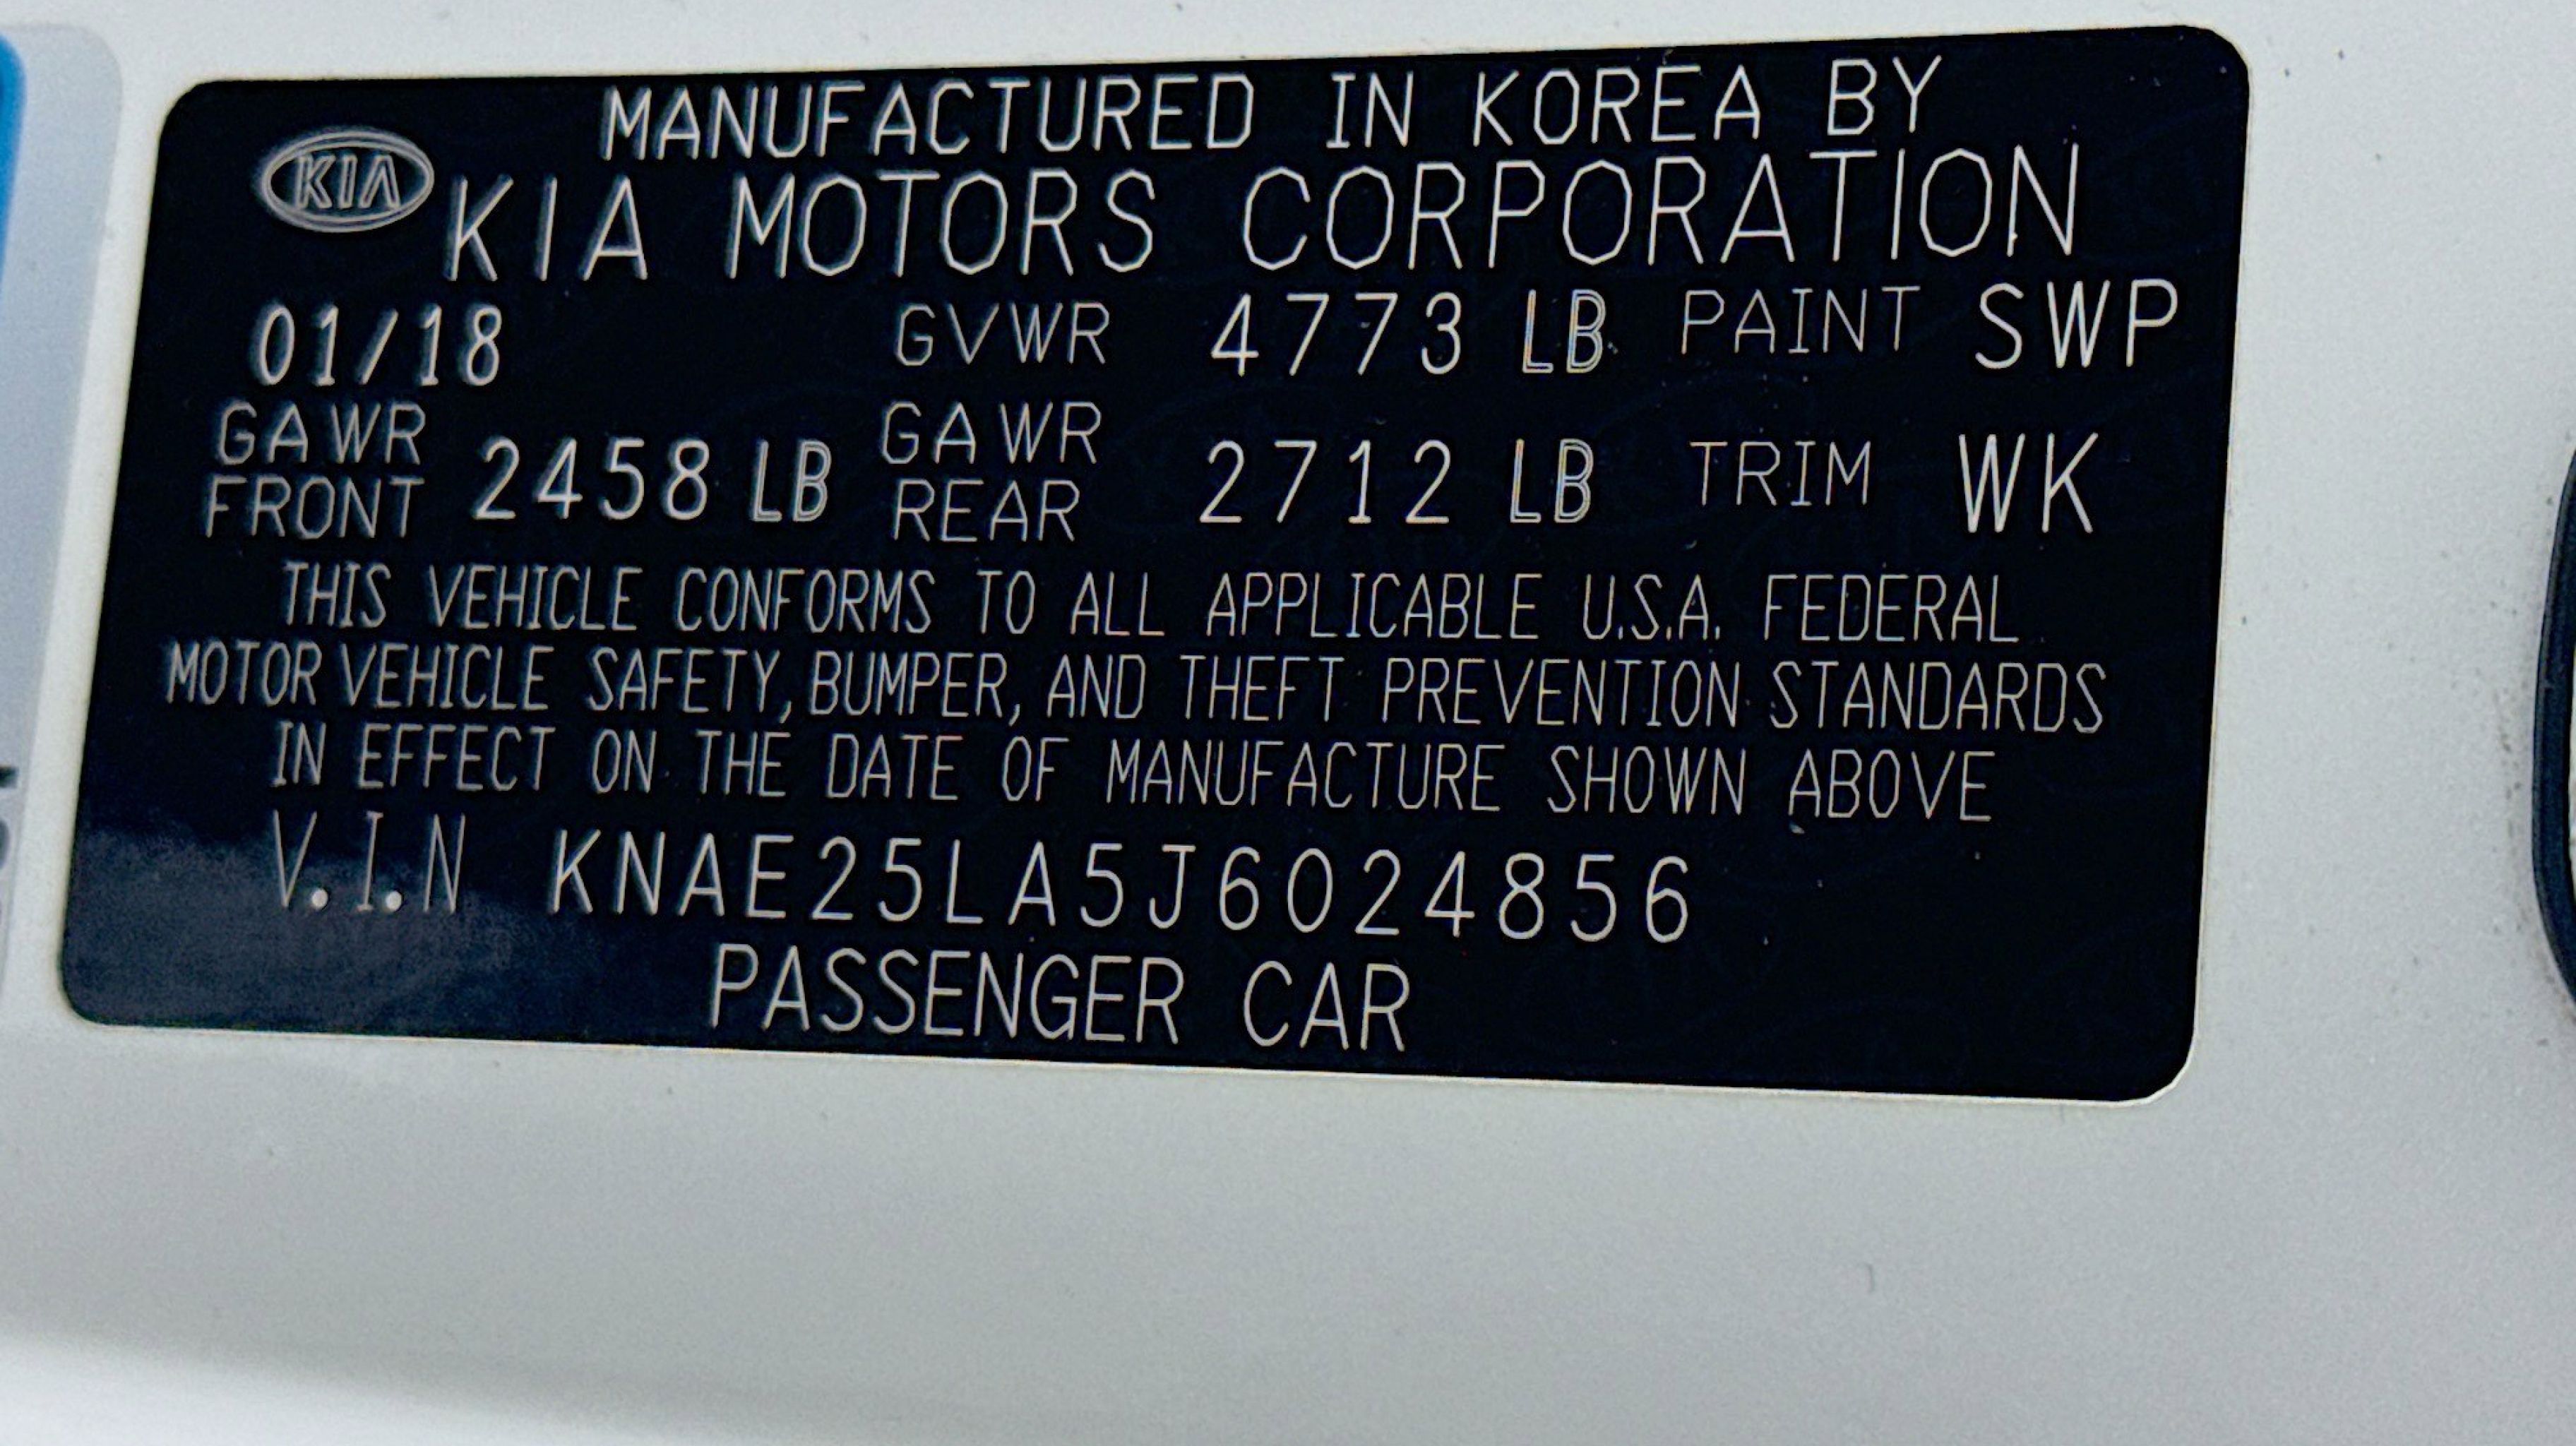 MANUFACTURED IN KOREA BY
KIA KIA MOTORS CORPORATION
01/18 GVWR 4773 LB PAINT SWP
GAWR FRONT 2458 LB GAWR REAR 2712 LB TRIM WK
THIS VEHICLE CONFORMS TO ALL APPLICABLE U.S.A. FEDERAL
MOTOR VEHICLE SAFETY, BUMPER, AND THEFT PREVENTION STANDARDS
IN EFFECT ON THE DATE OF MANUFACTURE SHOWN ABOVE
V.I.N KNAE25LA5J6024856
PASSENGER CAR